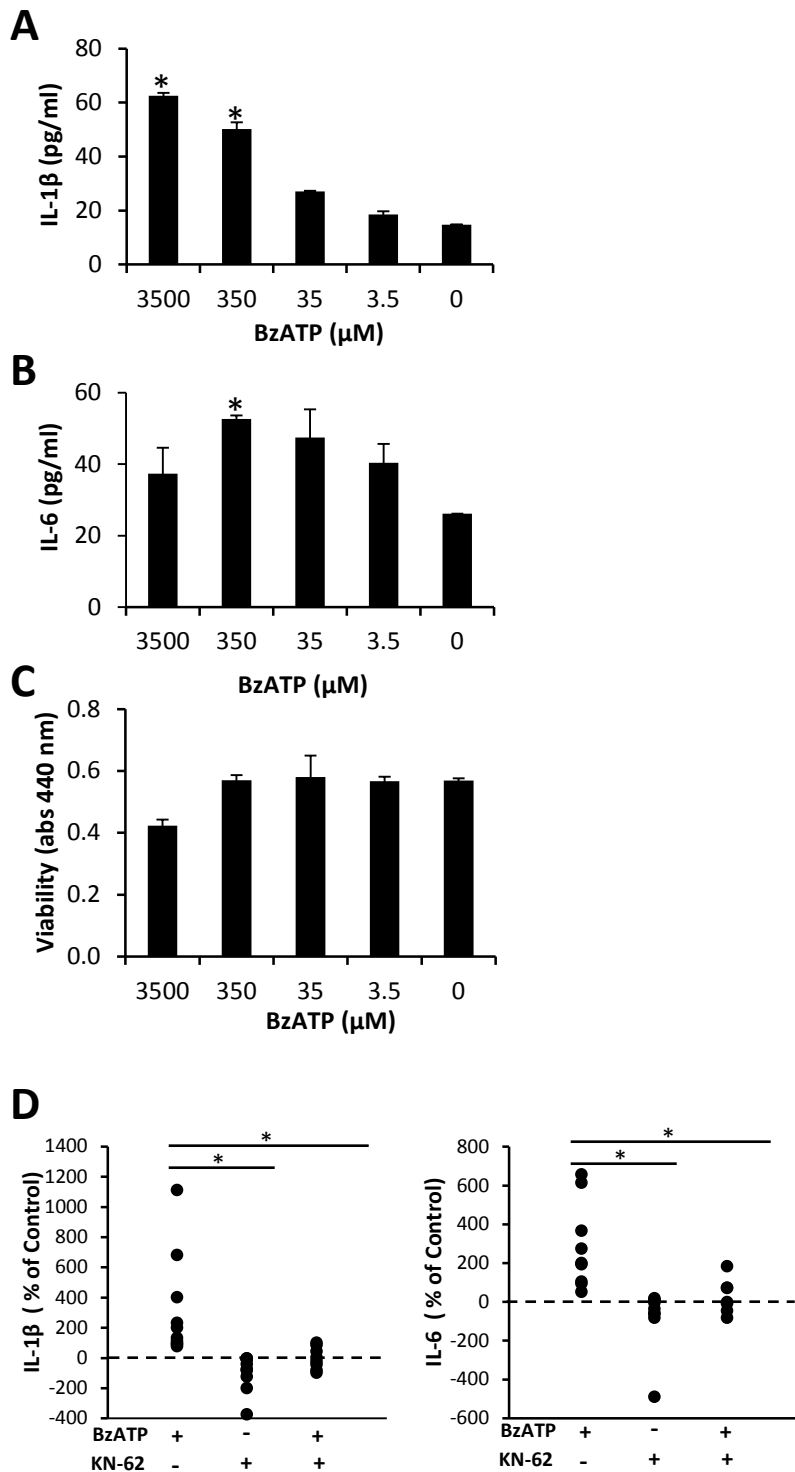 A
80
60
40
20
0
IL-1β (pg/ml)
* *
3500 350 35 3.5 0
BzATP (µM)
B
60
40
20
0
IL-6 (pg/ml)
*
3500 350 35 3.5 0
BzATP (µM)
C
0.8
0.6
0.4
0.2
0.0
Viability (abs 440 nm)
3500 350 35 3.5 0
BzATP (µM)
D
1400
1200
1000
800
600
400
200
0
-200
-400
IL-1β ( % of Control)
*
*
BzATP + - +
KN-62 - + +
800
600
400
200
0
-200
-400
-600
IL-6 ( % of Control)
*
*
BzATP + - +
KN-62 - + +